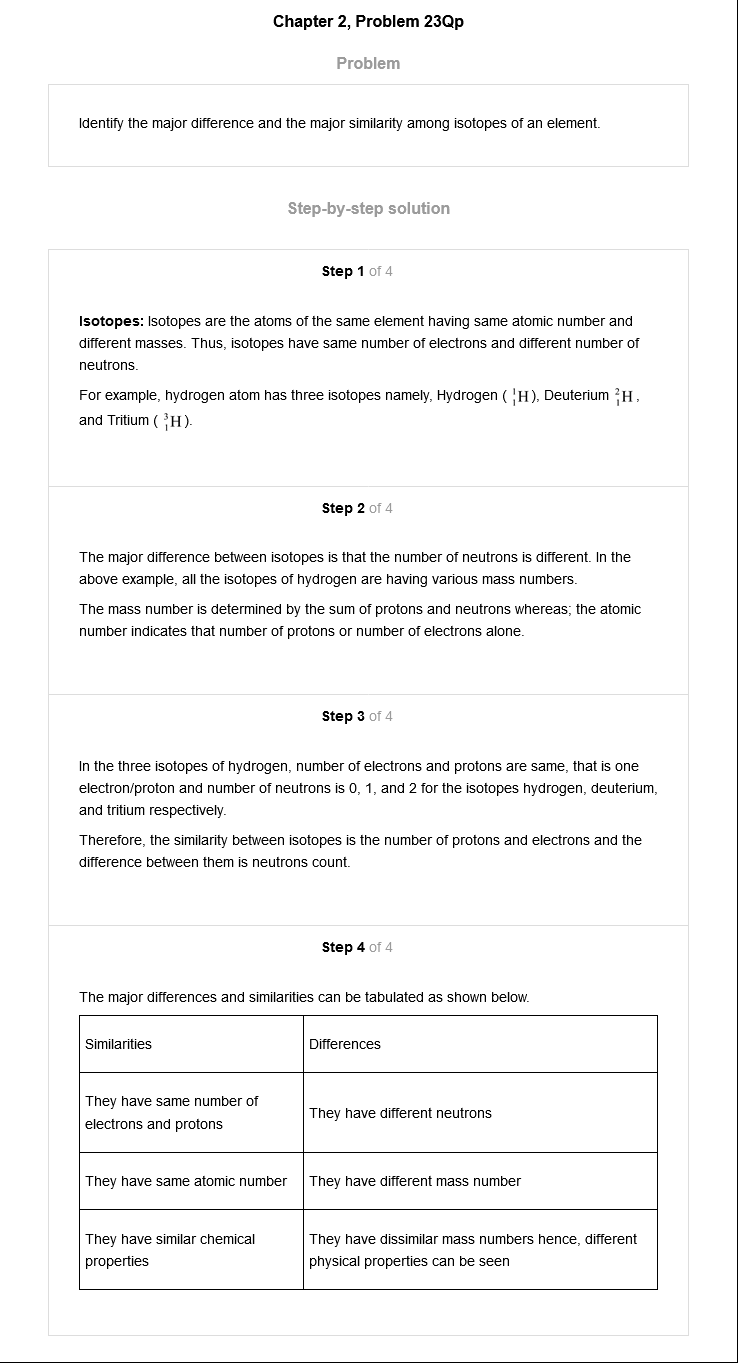 Chapter 2, Problem 23Qp
Problem
Identify the major difference and the major similarity among isotopes of an element.
Step-by-step solution
Step 1 of 4
Isotopes: Isotopes are the atoms of the same element having same atomic number and
different masses. Thus, isotopes have same number of electrons and different number of
neutrons.
For example, hydrogen atom has three isotopes namely, Hydrogen ( ¹₁H), Deuterium ²₁H ,
and Tritium ( ³₁H ).
Step 2 of 4
The major difference between isotopes is that the number of neutrons is different. In the
above example, all the isotopes of hydrogen are having various mass numbers.
The mass number is determined by the sum of protons and neutrons whereas; the atomic
number indicates that number of protons or number of electrons alone.
Step 3 of 4
In the three isotopes of hydrogen, number of electrons and protons are same, that is one
electron/proton and number of neutrons is 0, 1, and 2 for the isotopes hydrogen, deuterium,
and tritium respectively.
Therefore, the similarity between isotopes is the number of protons and electrons and the
difference between them is neutrons count.
Step 4 of 4
The major differences and similarities can be tabulated as shown below.
Similarities
Differences
They have same number of
electrons and protons
They have different neutrons
They have same atomic number
They have different mass number
They have similar chemical
properties
They have dissimilar mass numbers hence, different
physical properties can be seen